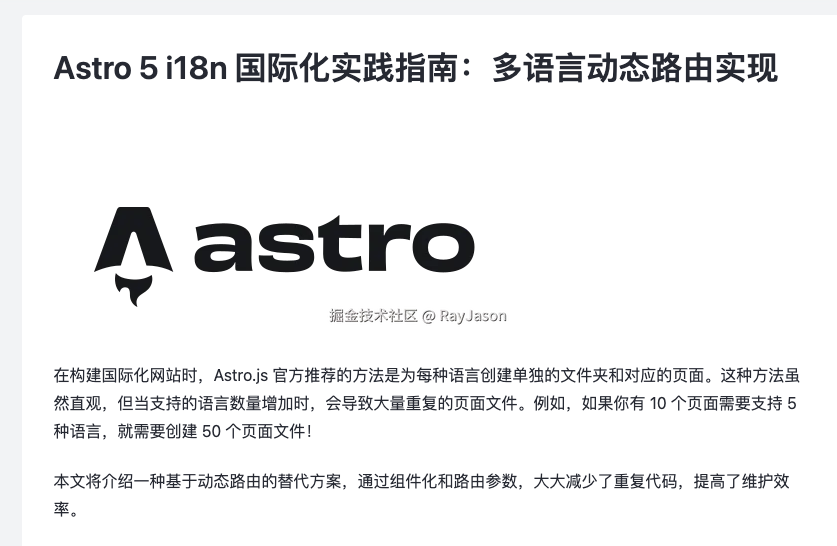 Astro 5 i18n 国际化实践指南：多语言动态路由实现
astro
掘金技术社区 @ RayJason
在构建国际化网站时，Astro.js 官方推荐的方法是为每种语言创建单独的文件夹和对应的页面。这种方法虽
然直观，但当支持的语言数量增加时，会导致大量重复的页面文件。例如，如果你有 10 个页面需要支持 5
种语言，就需要创建 50 个页面文件！
本文将介绍一种基于动态路由的替代方案，通过组件化和路由参数，大大减少了重复代码，提高了维护效
率。